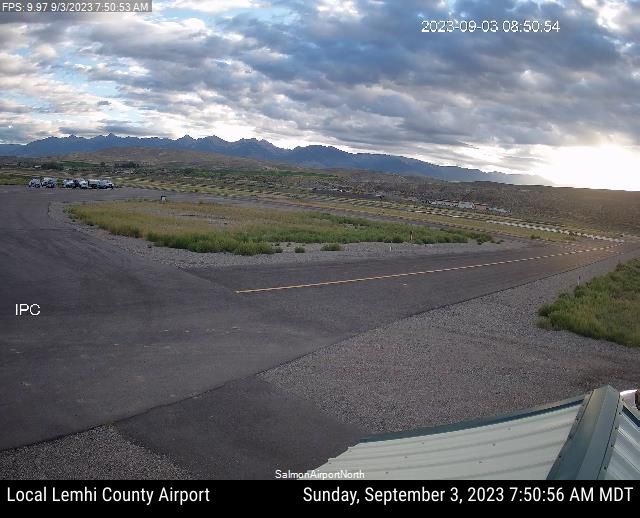 FPS: 9.97 9/3/2023 7:50:53 AM
2023-09-03 08:50:54
IPC
SalmonAirportNorth
Local Lemhi County Airport
Sunday, September 3, 2023 7:50:56 AM MDT